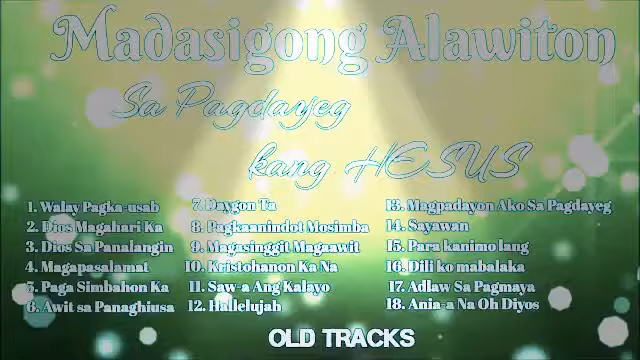 Madasigong Alawiton
Sa Pagdayeg
kang HESUS
1. Walay Pagka-usab
2. Dios Magahari Ka
3. Dios Sa Panalangin
4. Magapasalamat
5. Paga Simbahon Ka
6. Awit sa Panaghiusa
7. Daygon Ta
8. Pagkaanindot Mosimba
9. Magasinggit Magaawit
10. Kristohanon Ka Na
11. Saw-a Ang Kalayo
12. Hallelujah
13. Magpadayon Ako Sa Pagdayeg
14. Sayawan
15. Para kanimo lang
16. Dili ko mabalaka
17. Adlaw Sa Pagmaya
18. Ania-a Na Oh Diyos
OLD TRACKS